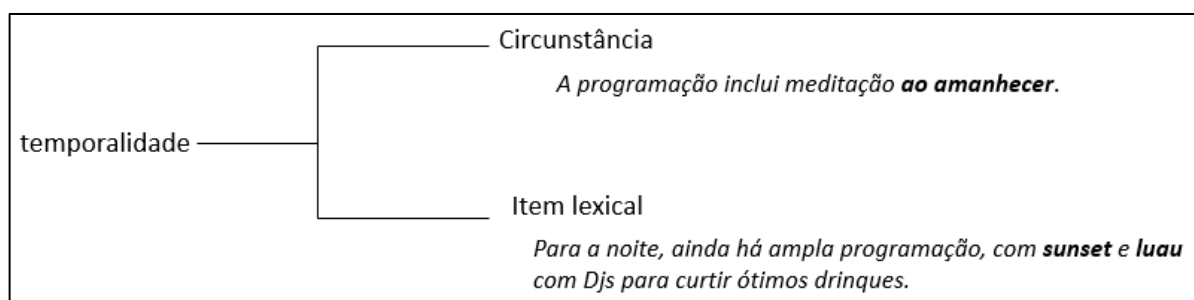 Circunstância
A programação inclui meditação ao amanhecer.
temporalidade
Item lexical
Para a noite, ainda há ampla programação, com sunset e luau
com Djs para curtir ótimos drinques.